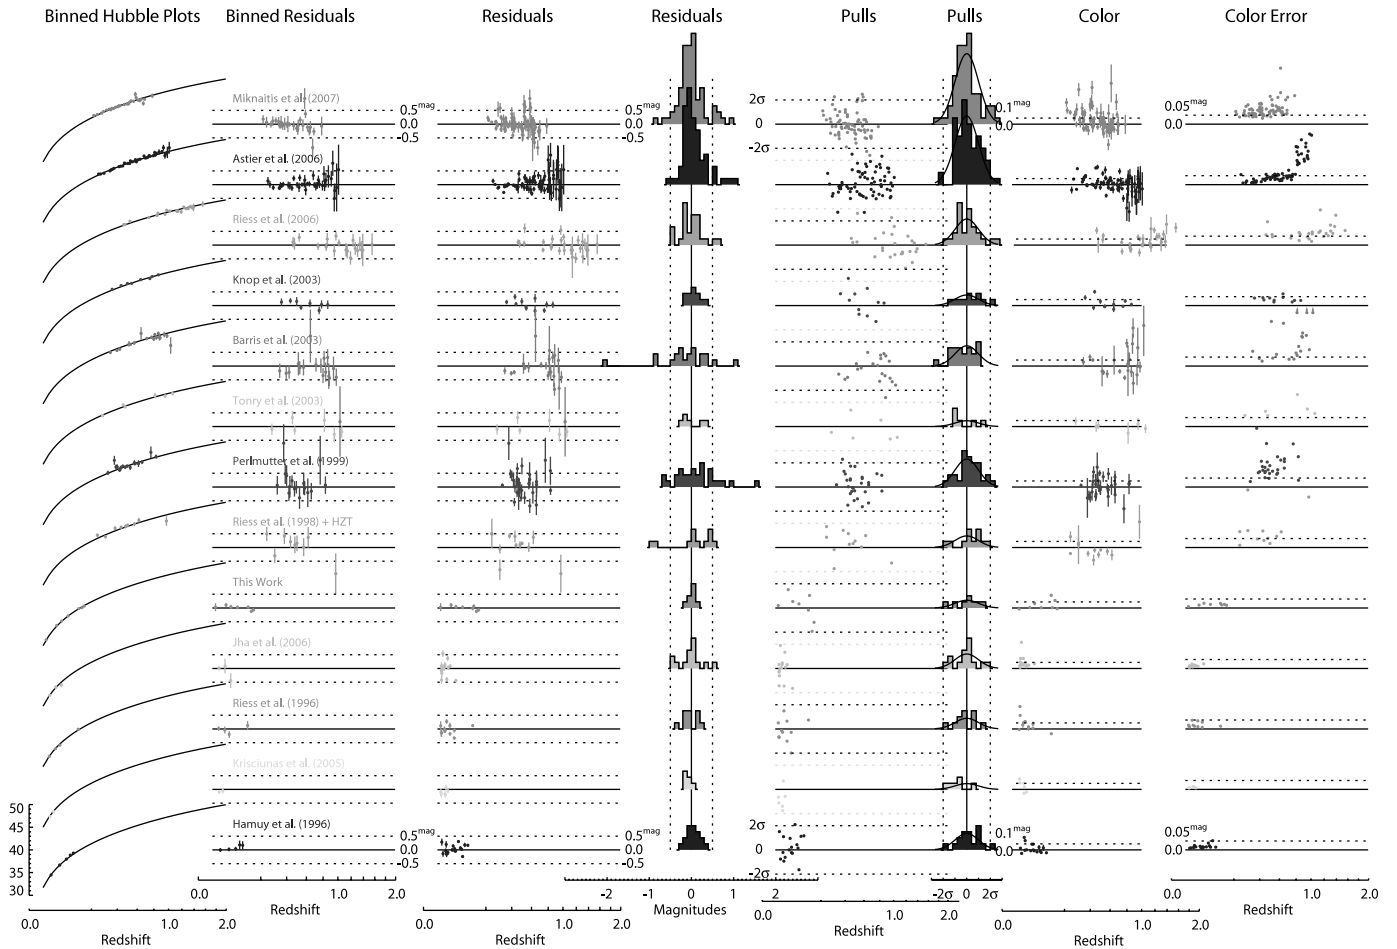 Binned Hubble Plots
Binned Residuals
Residuals
Residuals
Pulls
Pulls
Color
Color Error
Miknaitis et al. (2007)
0.5mag
0.0
-0.5
0.5mag
0.0
-0.5
2σ
0
-2σ
0.1mag
0.0
0.05mag
0.0
Astier et al. (2006)
Riess et al. (2006)
Knop et al. (2003)
Barris et al. (2003)
Tonry et al. (2003)
Perlmutter et al. (1999)
Riess et al. (1998) + HZT
This Work
Jha et al. (2006)
Riess et al. (1996)
Krisciunas et al. (2005)
Hamuy et al. (1996)
50
45
40
35
30
0.5mag
0.0
-0.5
0.5mag
0.0
-0.5
2σ
0
-2σ
0.1mag
0.0
0.05mag
0.0
0.0 1.0 2.0
Redshift
0.0 1.0 2.0
Redshift
0.0 1.0 2.0
Redshift
-2 -1 0 1 2
Magnitudes
0.0 1.0 2.0
Redshift
-2σ 0 2σ
0.0 1.0 2.0
Redshift
0.0 1.0 2.0
Redshift